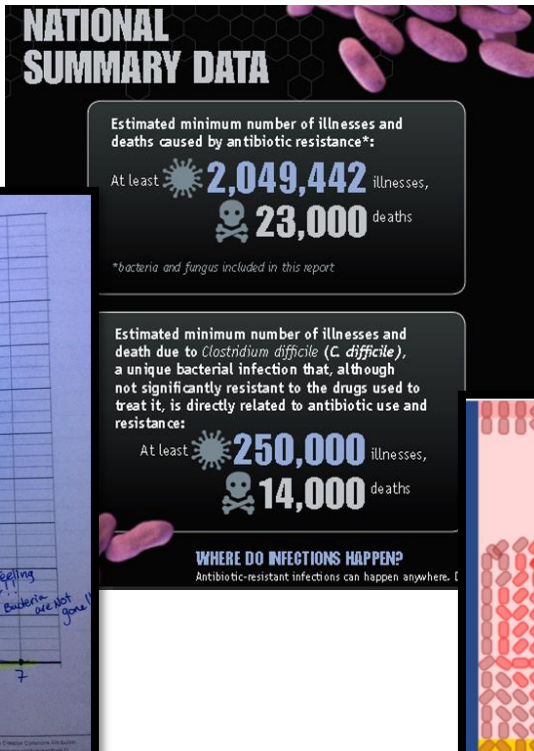 NATIONAL
SUMMARY DATA
Estimated minimum number of illnesses and
deaths caused by antibiotic resistance*:
At least 2,049,442 illnesses,
23,000 deaths
*bacteria and fungus included in this report
Estimated minimum number of illnesses and
death due to Clostridium difficile (C. difficile),
a unique bacterial infection that, although
not significantly resistant to the drugs used to
treat it, is directly related to antibiotic use and
resistance:
At least 250,000 illnesses,
14,000 deaths
WHERE DO INFECTIONS HAPPEN?
Antibiotic-resistant infections can happen anywhere.
eeling
!!
Bacteria
are Not
gone!!
7